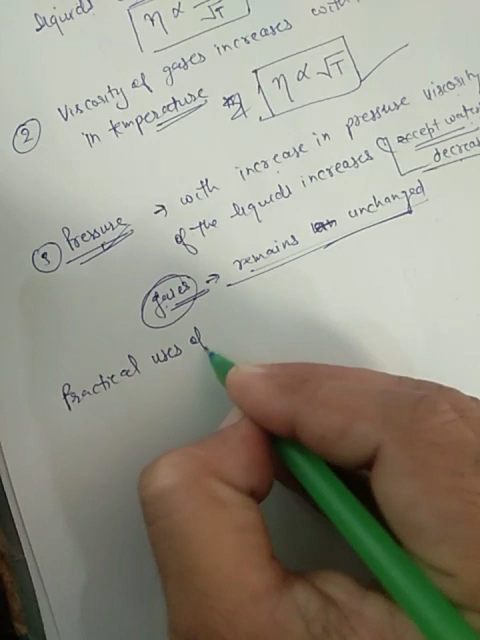 liquids
η ∝ 1/√T
② Viscosity of gases increases with
in temperature η ∝ √T
③ Pressure → with increase in pressure viscosity
of the liquids increases except water
decreas
gases → remains unchanged
Practical uses of